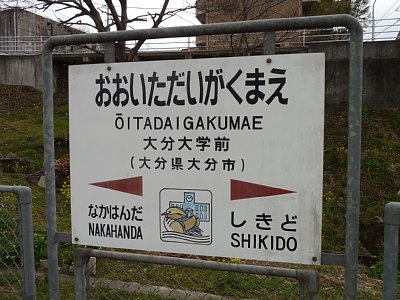 おおいただいがくまえ
ŌITADAIGAKUMAE
大分大学前
(大分県大分市)
なかはんだ
NAKAHANDA
しきど
SHIKIDO